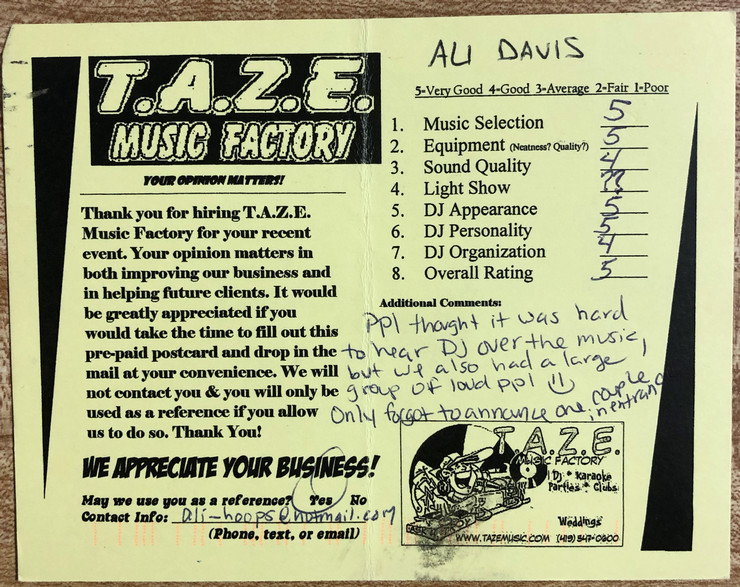 T.A.Z.E.
MUSIC FACTORY
YOUR OPINION MATTERS!
Thank you for hiring T.A.Z.E.
Music Factory for your recent
event. Your opinion matters in
both improving our business and
in helping future clients. It would
be greatly appreciated if you
would take the time to fill out this
pre-paid postcard and drop in the
mail at your convenience. We will
not contact you & you will only be
used as a reference if you allow
us to do so. Thank You!
WE APPRECIATE YOUR BUSINESS!
May we use you as a reference? Yes No
Contact Info: ali-hoops@hotmail.com
(Phone, text, or email)
ALI DAVIS
5-Very Good 4-Good 3-Average 2-Fair 1-Poor
1. Music Selection 5
2. Equipment (Neatness? Quality?) 5
3. Sound Quality 4
4. Light Show ??
5. DJ Appearance 5
6. DJ Personality 5
7. DJ Organization 4
8. Overall Rating 5
Additional Comments:
Ppl thought it was hard
to hear DJ over the music,
but we also had a large
group of loud ppl
Only forgot to announce one couple
in entrance
T.A.Z.E.
MUSIC FACTORY
Dj * Karaoke
Parties * Clubs
Weddings
WWW.TAZEMUSIC.COM (419) 347-0600